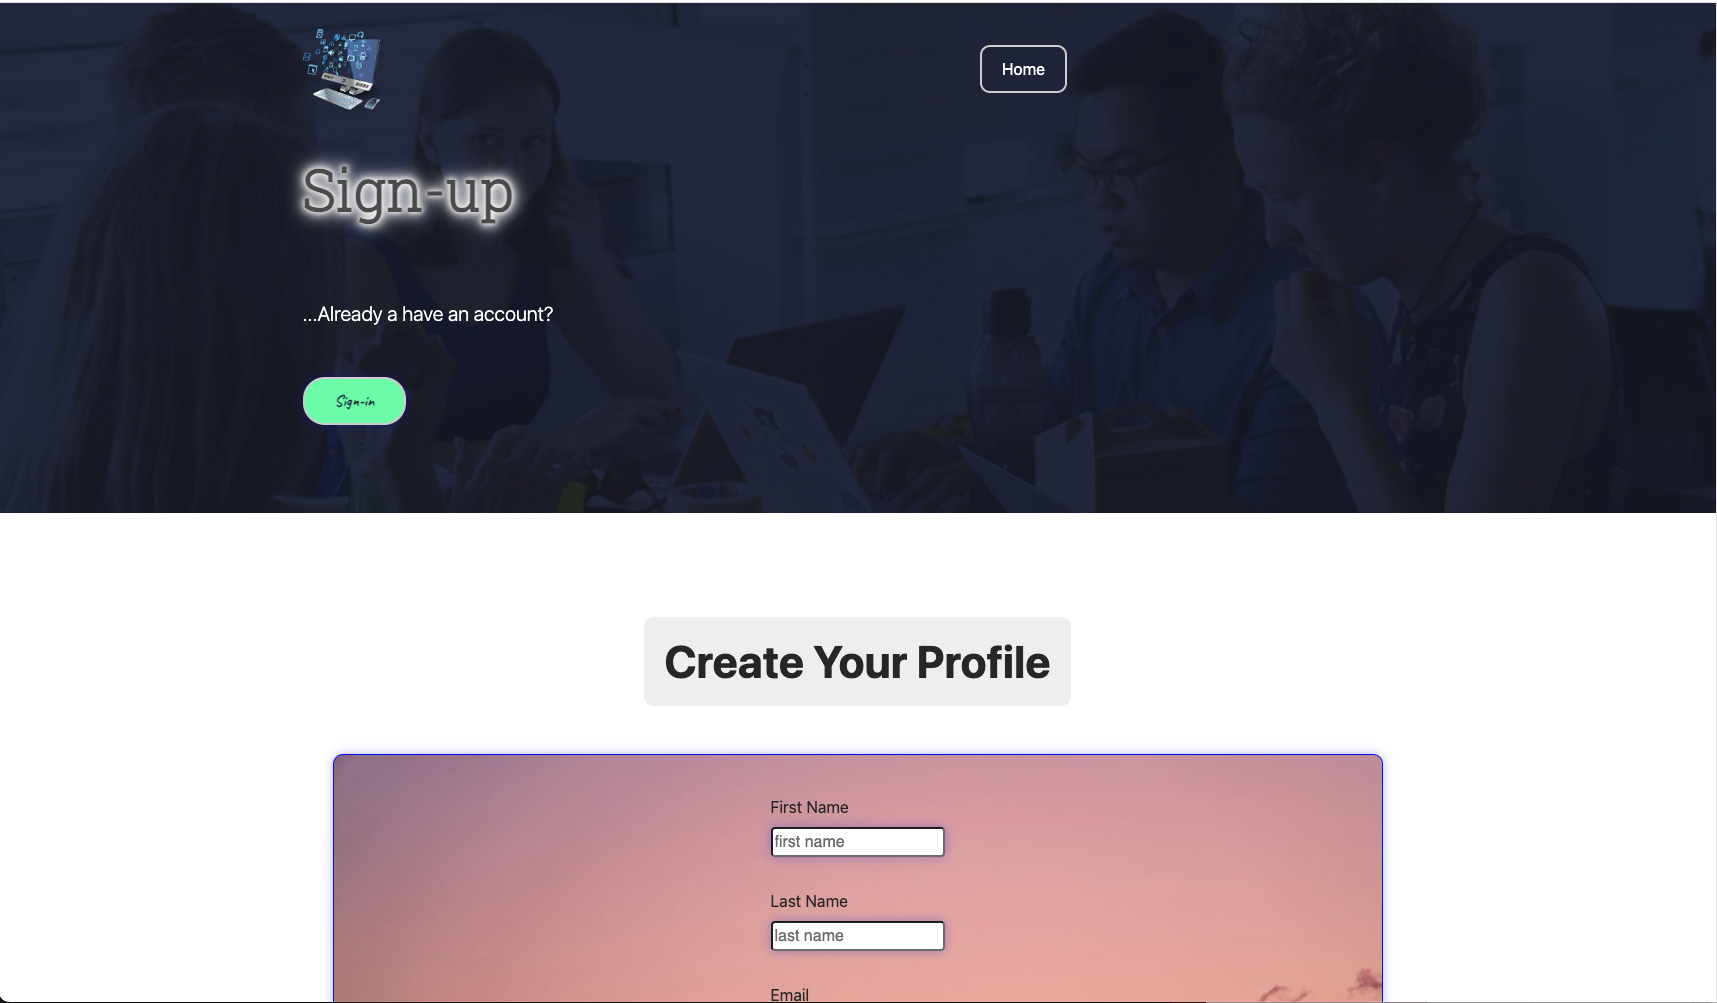 Home
Sign-up
...Already a have an account?
Sign-in
Create Your Profile
First Name
first name
Last Name
last name
Email